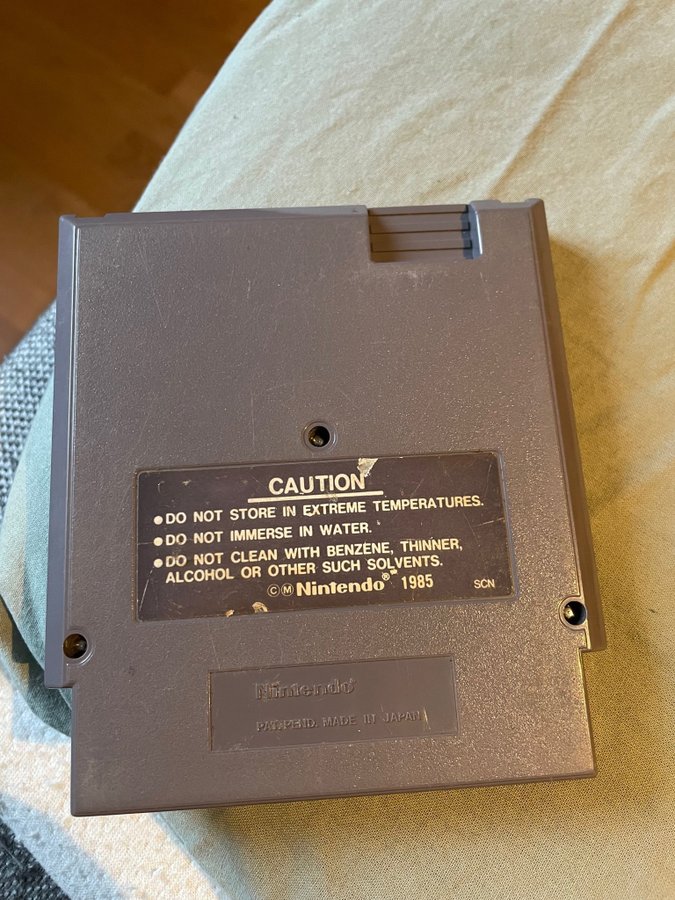 CAUTION
●DO NOT STORE IN EXTREME TEMPERATURES.
●DO NOT IMMERSE IN WATER.
●DO NOT CLEAN WITH BENZENE, THINNER,
ALCOHOL OR OTHER SUCH SOLVENTS.
©Ⓜ Nintendo®™ 1985 SCN
Nintendo®
PAT.PEND. MADE IN JAPAN